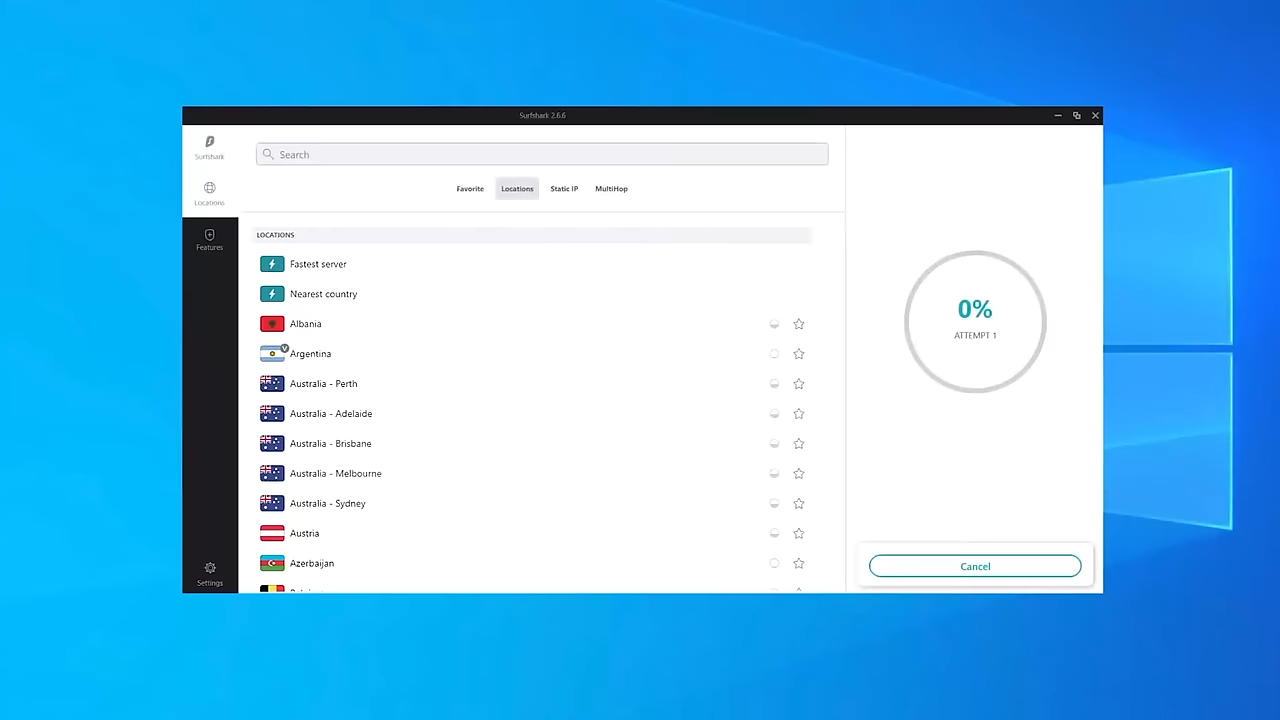 Surfshark 2.6.6
Surfshark
Locations
Features
Settings
Search
Favorite
Locations
Static IP
MultiHop
LOCATIONS
Fastest server
Nearest country
Albania
V
Argentina
Australia - Perth
Australia - Adelaide
Australia - Brisbane
Australia - Melbourne
Australia - Sydney
Austria
Azerbaijan
0%
ATTEMPT 1
Cancel